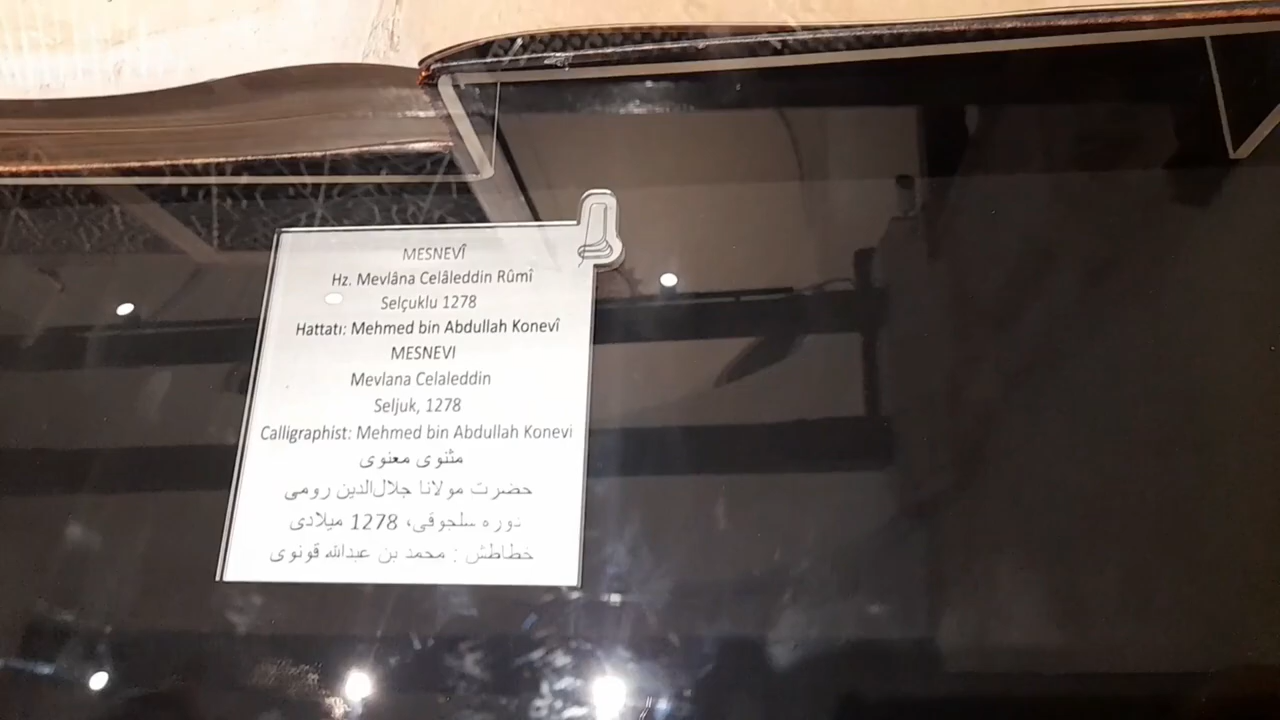 MESNEVÎ
Hz. Mevlâna Celâleddin Rûmî
Selçuklu 1278
Hattatı: Mehmed bin Abdullah Konevî
MESNEVI
Mevlana Celaleddin
Seljuk, 1278
Calligraphist: Mehmed bin Abdullah Konevi
مثنوی معنوی
حضرت مولانا جلال‌الدین رومی
دوره سلجوقی، 1278 میلادی
خطاطش : محمد بن عبدالله قونوی